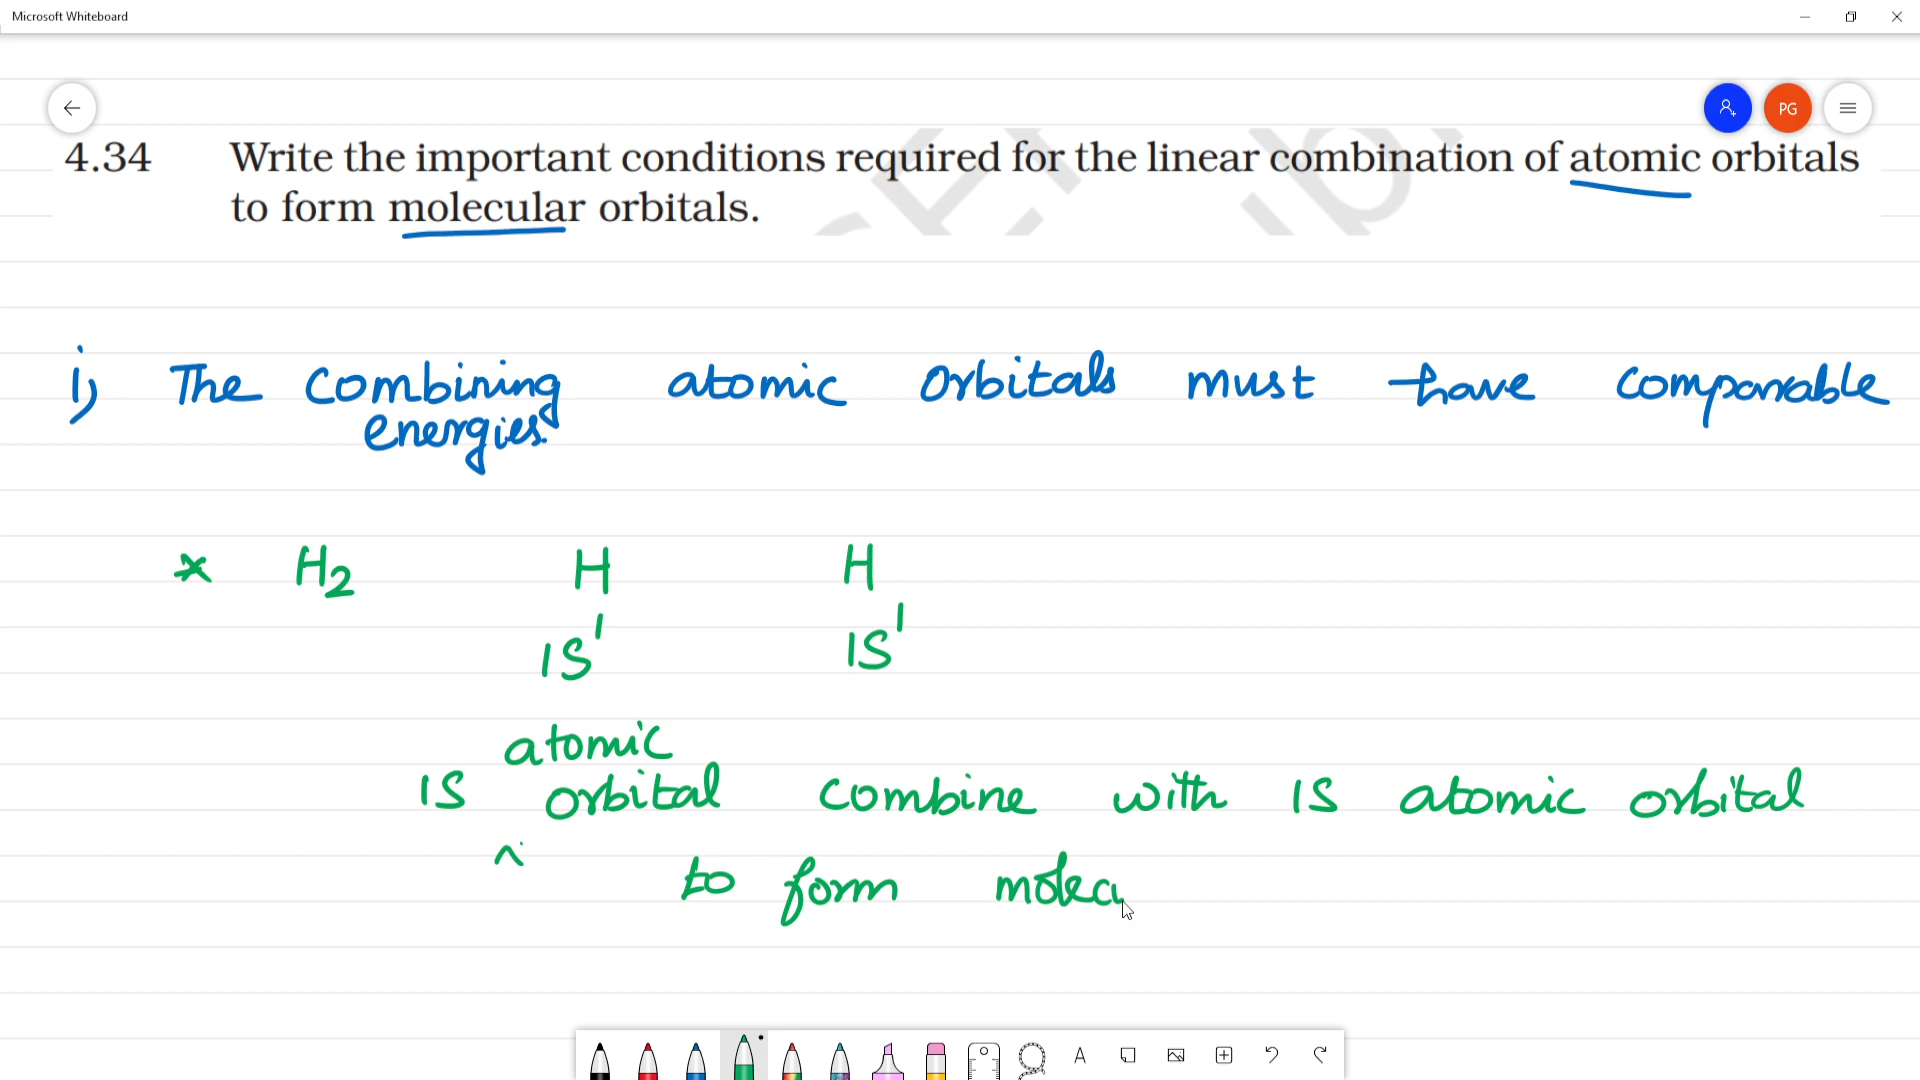 Microsoft Whiteboard
PG
4.34 Write the important conditions required for the linear combination of atomic orbitals
to form molecular orbitals.
i) The Combining atomic Orbitals must have comparable
energies.
* H2 H H
1S1 1S1
atomic
1S orbital combine with 1S atomic orbital
to form molecu
A